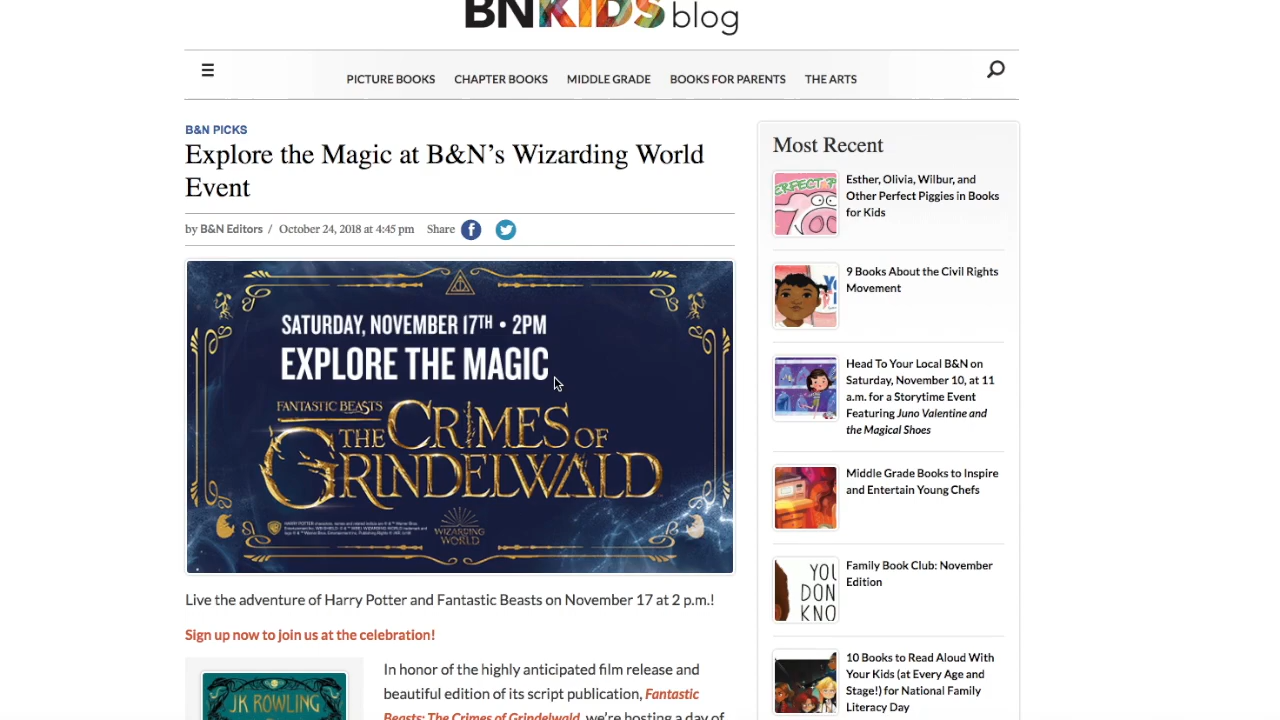 BNKIDS blog
PICTURE BOOKS CHAPTER BOOKS MIDDLE GRADE BOOKS FOR PARENTS THE ARTS
B&N PICKS
Explore the Magic at B&N's Wizarding World
Event
by B&N Editors / October 24, 2018 at 4:45 pm Share
SATURDAY, NOVEMBER 17TH • 2PM
EXPLORE THE MAGIC
FANTASTIC BEASTS
THE CRIMES OF
GRINDELWALD
WIZARDING
WORLD
Live the adventure of Harry Potter and Fantastic Beasts on November 17 at 2 p.m.!
Sign up now to join us at the celebration!
J.K. ROWLING
In honor of the highly anticipated film release and
beautiful edition of its script publication, Fantastic
Beasts: The Crimes of Grindelwald, we're hosting a day of
Most Recent
PERFECT
Esther, Olivia, Wilbur, and
Other Perfect Piggies in Books
for Kids
9 Books About the Civil Rights
Movement
Head To Your Local B&N on
Saturday, November 10, at 11
a.m. for a Storytime Event
Featuring Juno Valentine and
the Magical Shoes
Middle Grade Books to Inspire
and Entertain Young Chefs
YOU
DON
KNO
Family Book Club: November
Edition
10 Books to Read Aloud With
Your Kids (at Every Age and
Stage!) for National Family
Literacy Day